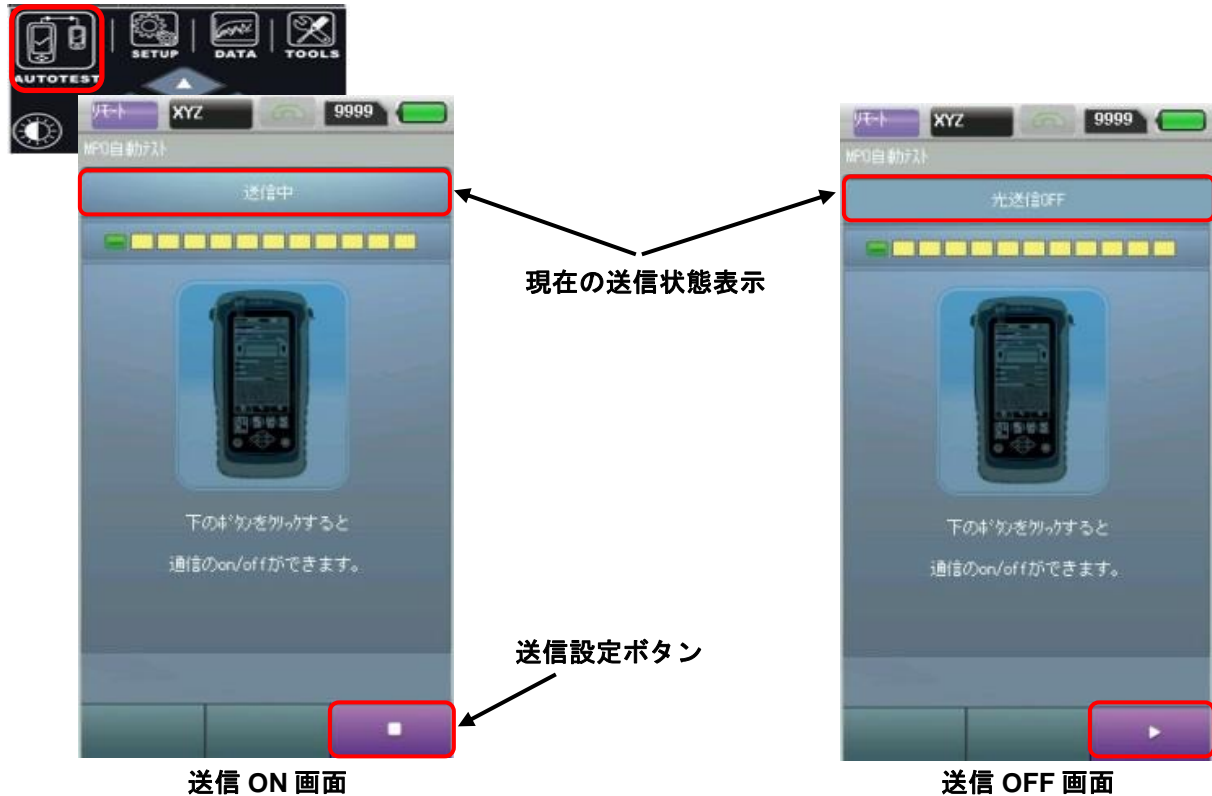 AUTOTEST
SETUP
DATA
TOOLS
リモート XYZ 9999
MPO自動テスト
送信中
下のボタンをクリックすると
通信のon/offができます。
送信 ON 画面
現在の送信状態表示
送信設定ボタン
リモート XYZ 9999
MPO自動テスト
光送信OFF
下のボタンをクリックすると
通信のon/offができます。
送信 OFF 画面